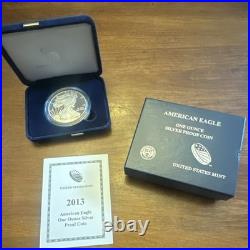 AMERICAN EAGLE
ONE OUNCE
SILVER PROOF COIN
UNITED STATES MINT
2013
American Eagle
One Ounce Silver
Proof Coin